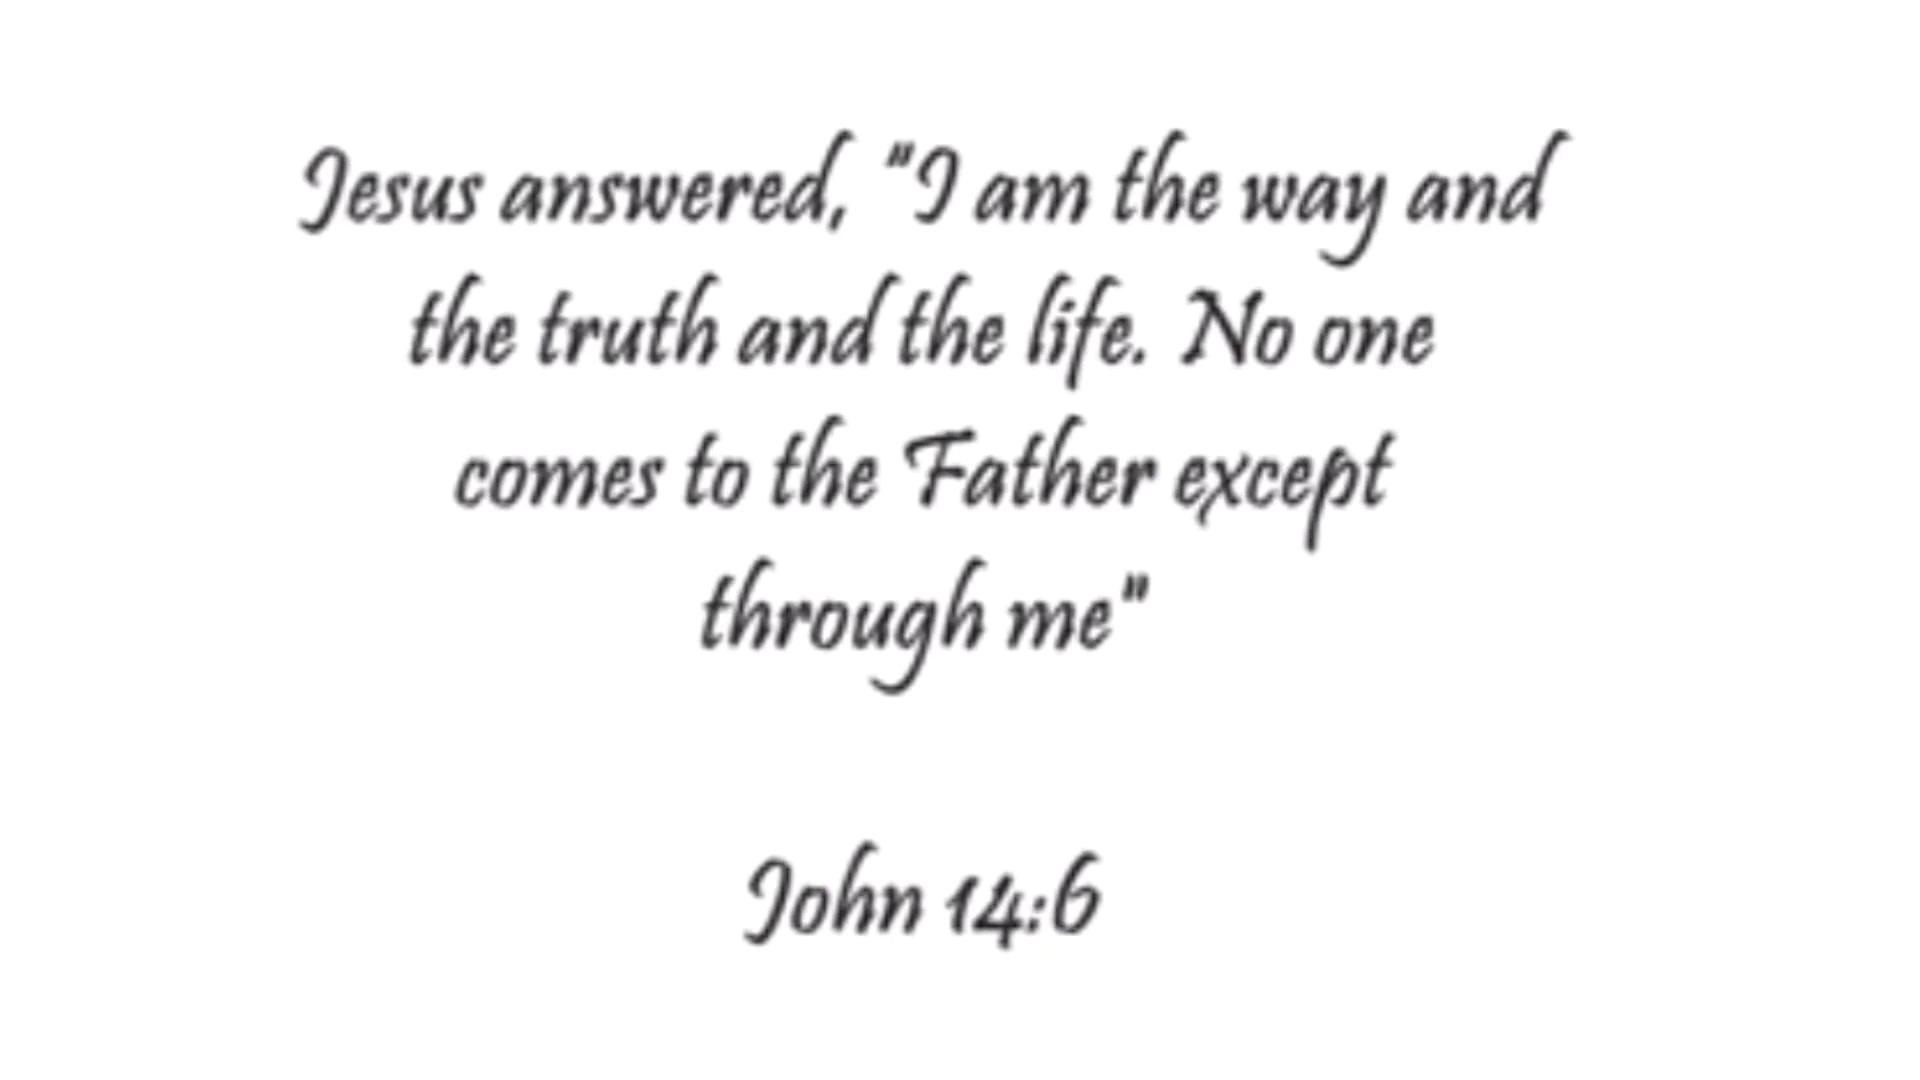 Jesus answered, "I am the way and
the truth and the life. No one
comes to the Father except
through me"
John 14:6